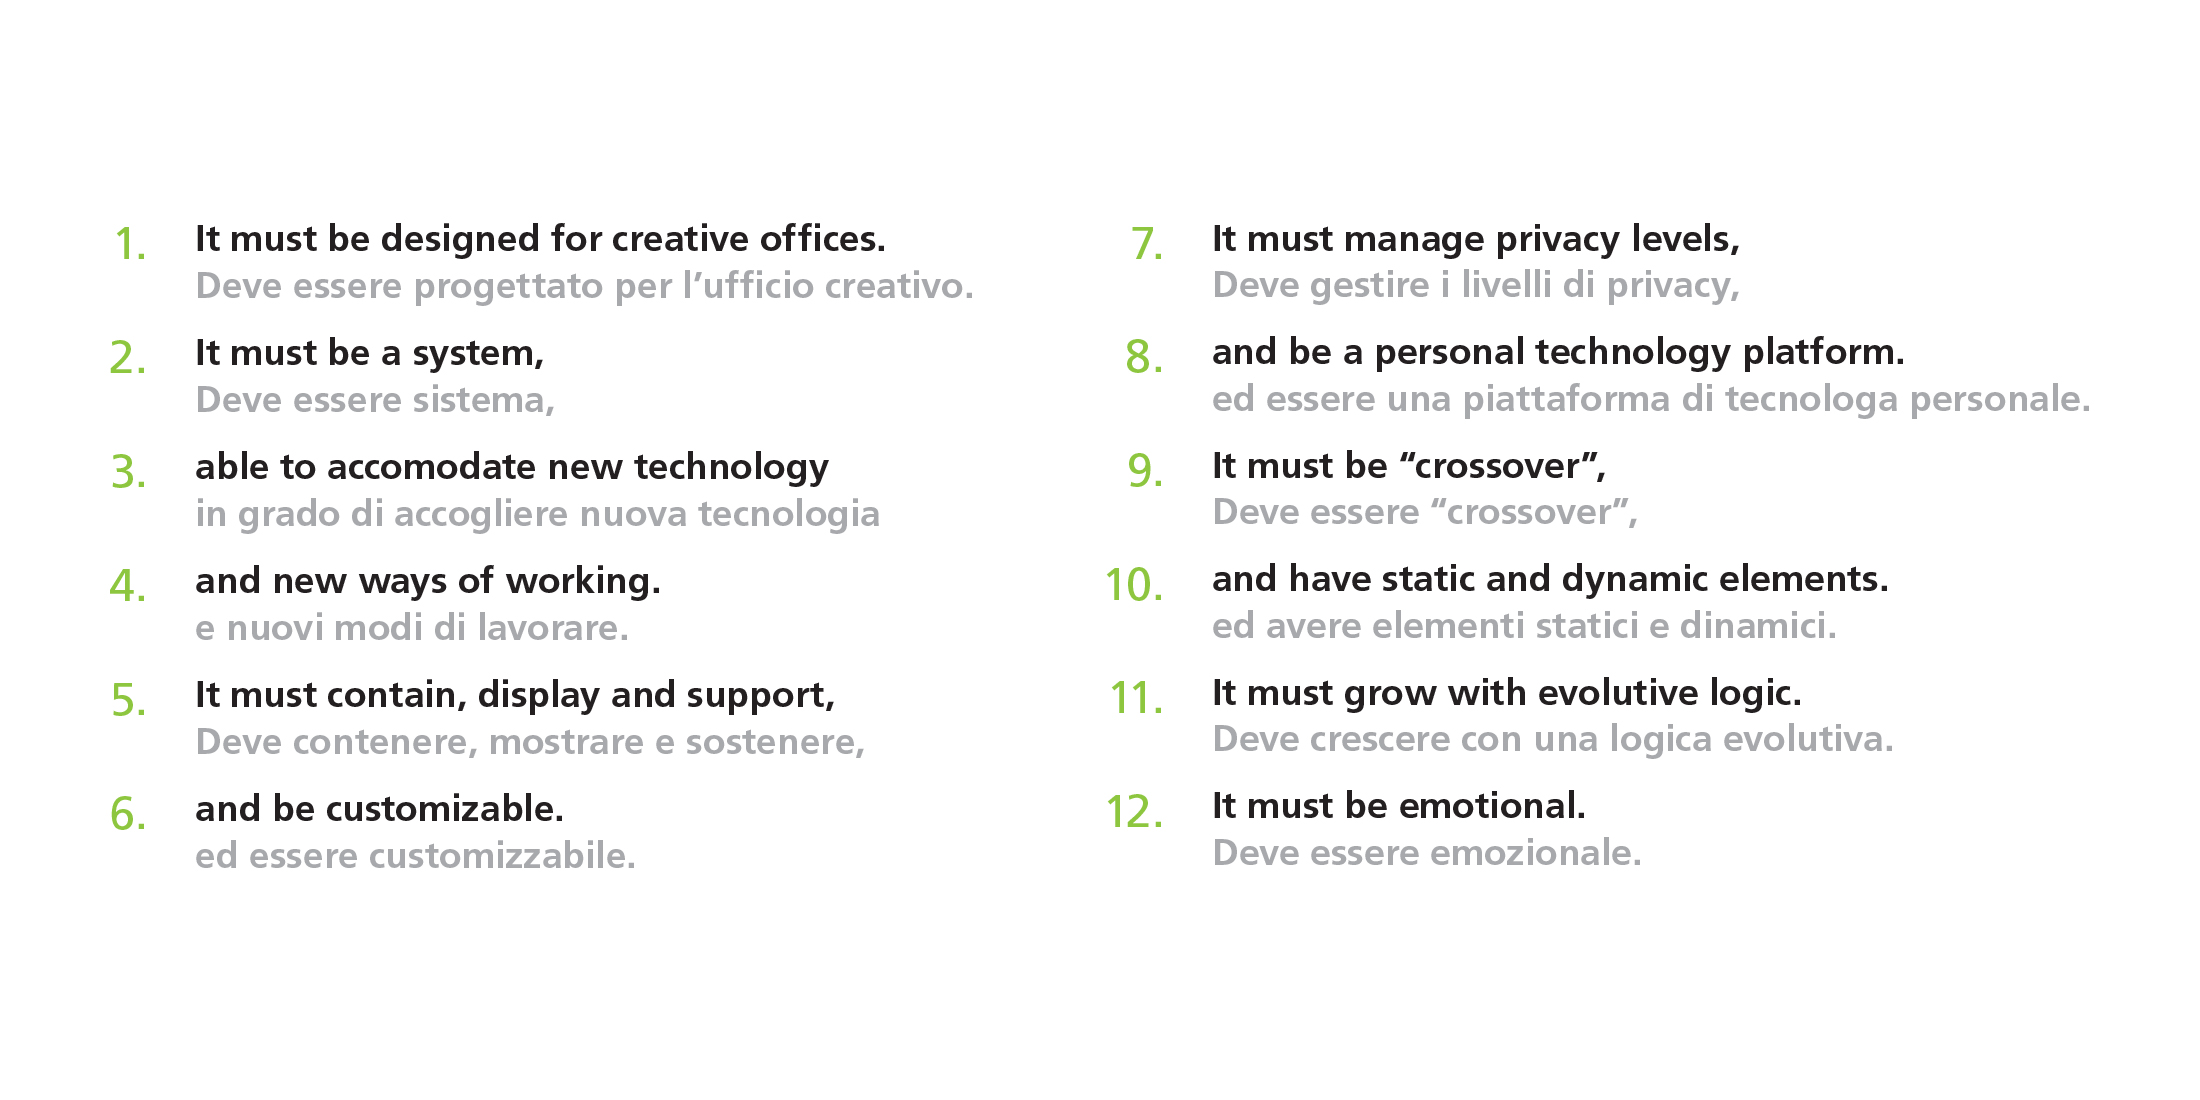 1. It must be designed for creative offices.
Deve essere progettato per l’ufficio creativo.
2. It must be a system,
Deve essere sistema,
3. able to accomodate new technology
in grado di accogliere nuova tecnologia
4. and new ways of working.
e nuovi modi di lavorare.
5. It must contain, display and support,
Deve contenere, mostrare e sostenere,
6. and be customizable.
ed essere customizzabile.
7. It must manage privacy levels,
Deve gestire i livelli di privacy,
8. and be a personal technology platform.
ed essere una piattaforma di tecnologa personale.
9. It must be “crossover”,
Deve essere “crossover”,
10. and have static and dynamic elements.
ed avere elementi statici e dinamici.
11. It must grow with evolutive logic.
Deve crescere con una logica evolutiva.
12. It must be emotional.
Deve essere emozionale.